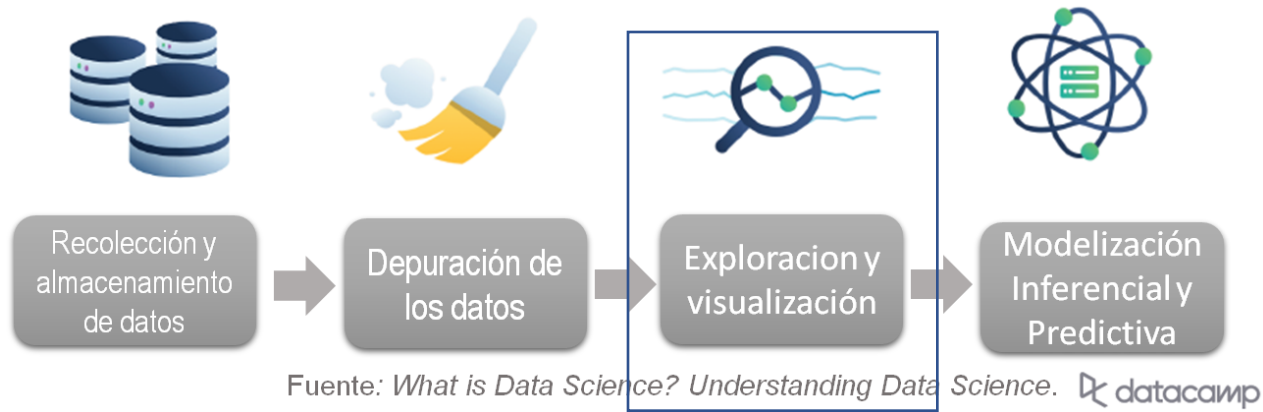 Recolección y
almacenamiento
de datos
Depuración de
los datos
Exploracion y
visualización
Modelización
Inferencial y
Predictiva
Fuente: What is Data Science? Understanding Data Science.
datacamp